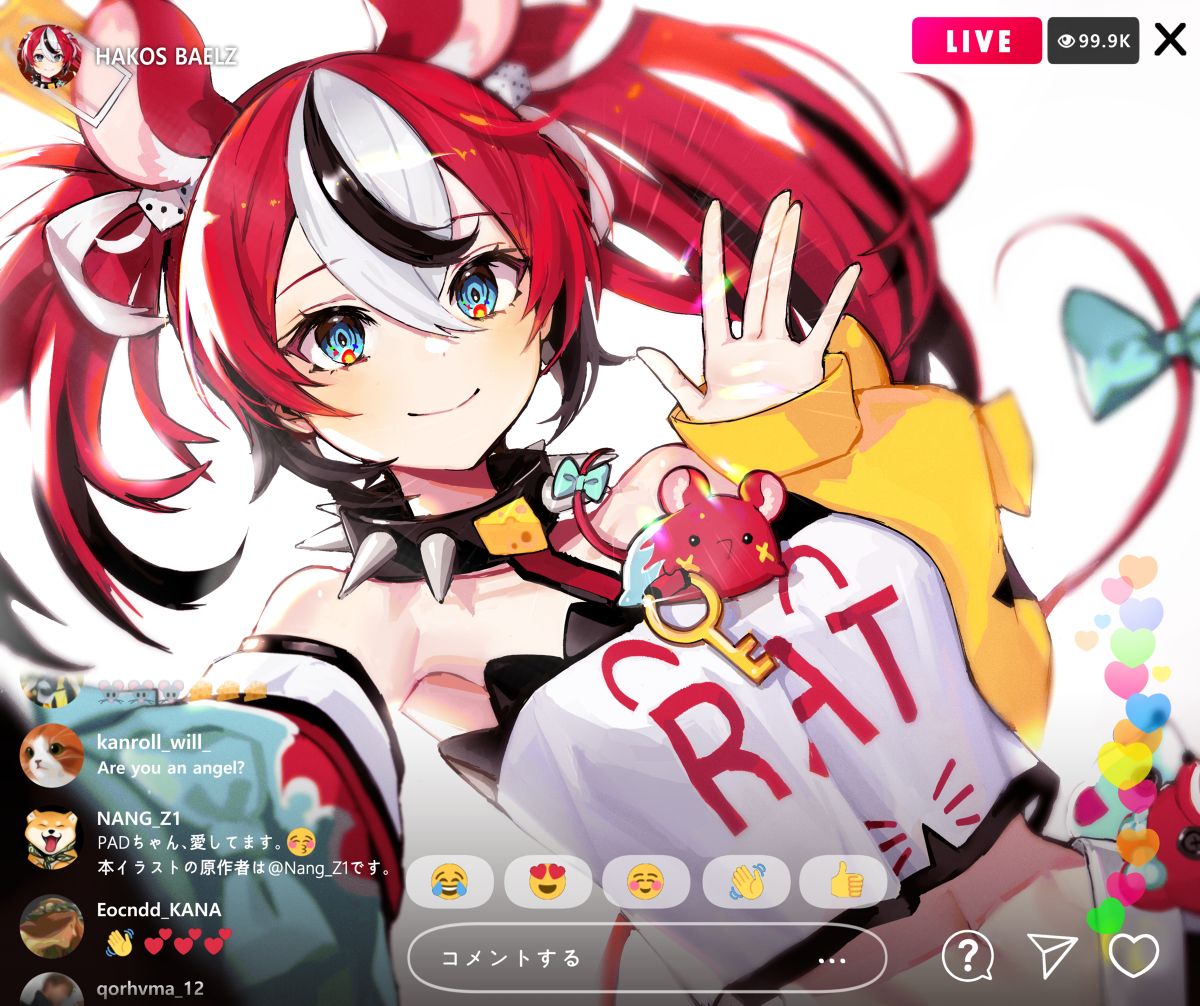 HAKOS BAELZ
LIVE
99.9K
RAT
kanroll_will_
Are you an angel?
NANG_Z1
PADちゃん、愛してます。😚
本イラストの原作者は@Nang_Z1です。
Eocndd_KANA
👋💕💕💕
qorhvma_12
コメントする